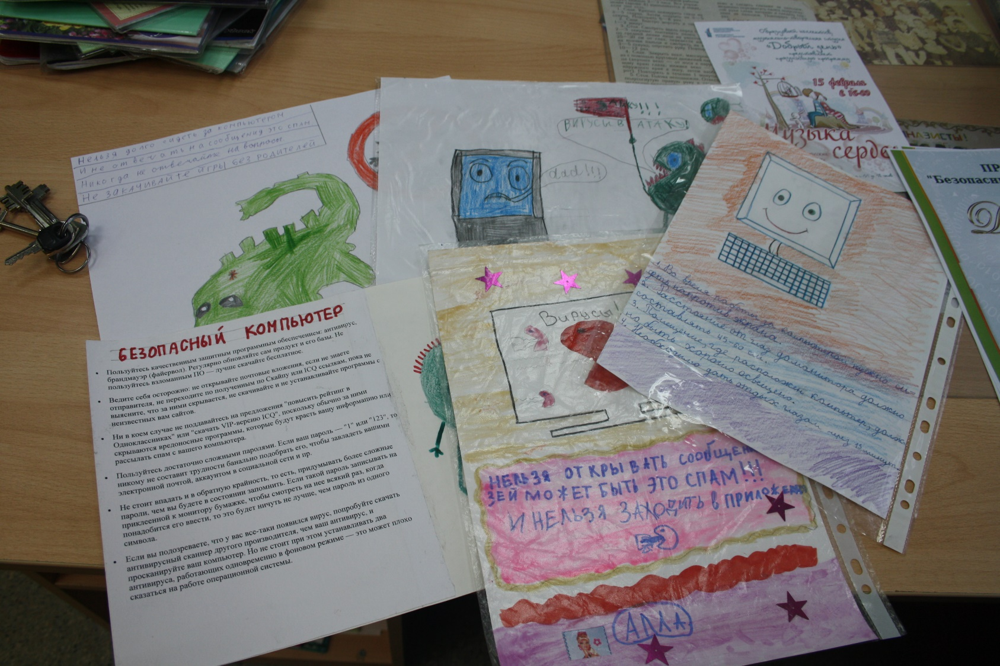 Нельзя долго сидеть за компьютером
И не отвечать на сообщения это спам
Никогда не отвечайте на вопросы
Не закачивайте игры без родителей
АТАКУ!!!
ВИРУСЫ В АТАКУ!
ааа!!!
Образцовый коллектив,
"Добрый день"
праздничную программу
15 февраля
с 16-00
Музыка
серде
НАЗИСТЫ!
ПР
"Безопасн
Д
БЕЗОПАСНЫЙ КОМПЬЮТЕР
• Пользуйтесь качественным защитным программным обеспечением: антивирус,
брандмауэр (файервол). Регулярно обновляйте сам продукт и его базы. Не
пользуйтесь взломанным ПО — лучше скачайте бесплатное.
• Ведите себя осторожно: не открывайте почтовые вложения, если не знаете
отправителя, не переходите по полученным по Скайпу или ICQ ссылкам, пока не
выясните, что за ними скрывается, не скачивайте и не устанавливайте программы с
неизвестных вам сайтов.
• Ни в коем случае не поддавайтесь на предложения "повысить рейтинг в
Одноклассниках" или "скачать VIP-версию ICQ", поскольку обычно за ними
скрываются вредоносные программы, которые будут красть вашу информацию или
рассылать спам с вашего компьютера.
• Пользуйтесь достаточно сложными паролями. Если ваш пароль — "1" или "123", то
никому не составит трудности банально подобрать его, чтобы завладеть вашими
электронной почтой, аккаунтом в социальной сети и пр.
• Не стоит впадать и в обратную крайность, то есть, придумывать более сложные
пароли, чем вы будете в состоянии запомнить. Если такой пароль записывать на
приклеенной к монитору бумажке, чтобы смотреть на нее всякий раз, когда
понадобится его ввести, то это будет ничуть не лучше, чем пароль из одного
символа.
• Если вы подозреваете, что у вас все-таки появился вирус, попробуйте скачать
антивирусный сканнер другого производителя, чем ваш антивирус, и
просканируйте ваш компьютер. Но не стоит при этом устанавливать два
антивируса, работающих одновременно в фоновом режиме — это может плохо
сказаться на работе операционной системы.
Вирусы!
НЕЛЬЗЯ ОТКРЫВАТЬ СООБЩЕН
ЗЕЙ МОЖЕТ БЫТЬ ЭТО СПАМ!!!
И НЕЛЬЗЯ ЗАХОДИТЬ В ПРИЛОЖЕН
АЛЛА
1. Во время работы за компьютером нужно си-
деть напротив экрана.
2. Расстояние от глаз до монитора должно
составлять 45-60 см.
3. Помещение, где расположен компьютер, долж-
но быть хорошо освещено.
4. Необходимо дать отдых глазам через 15 минут